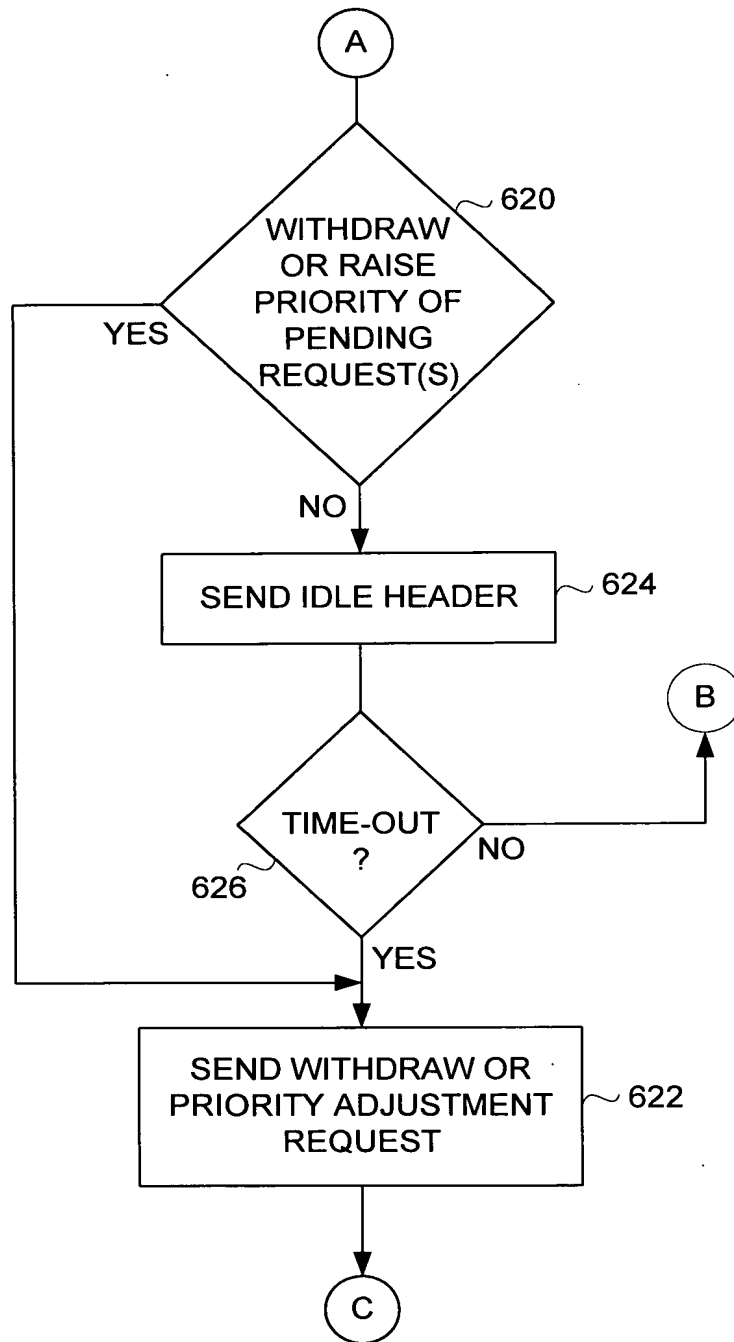 A
620
WITHDRAW
OR RAISE
PRIORITY OF
PENDING
REQUEST(S)
YES
NO
SEND IDLE HEADER
624
B
TIME-OUT
?
NO
626
YES
SEND WITHDRAW OR
PRIORITY ADJUSTMENT
REQUEST
622
C